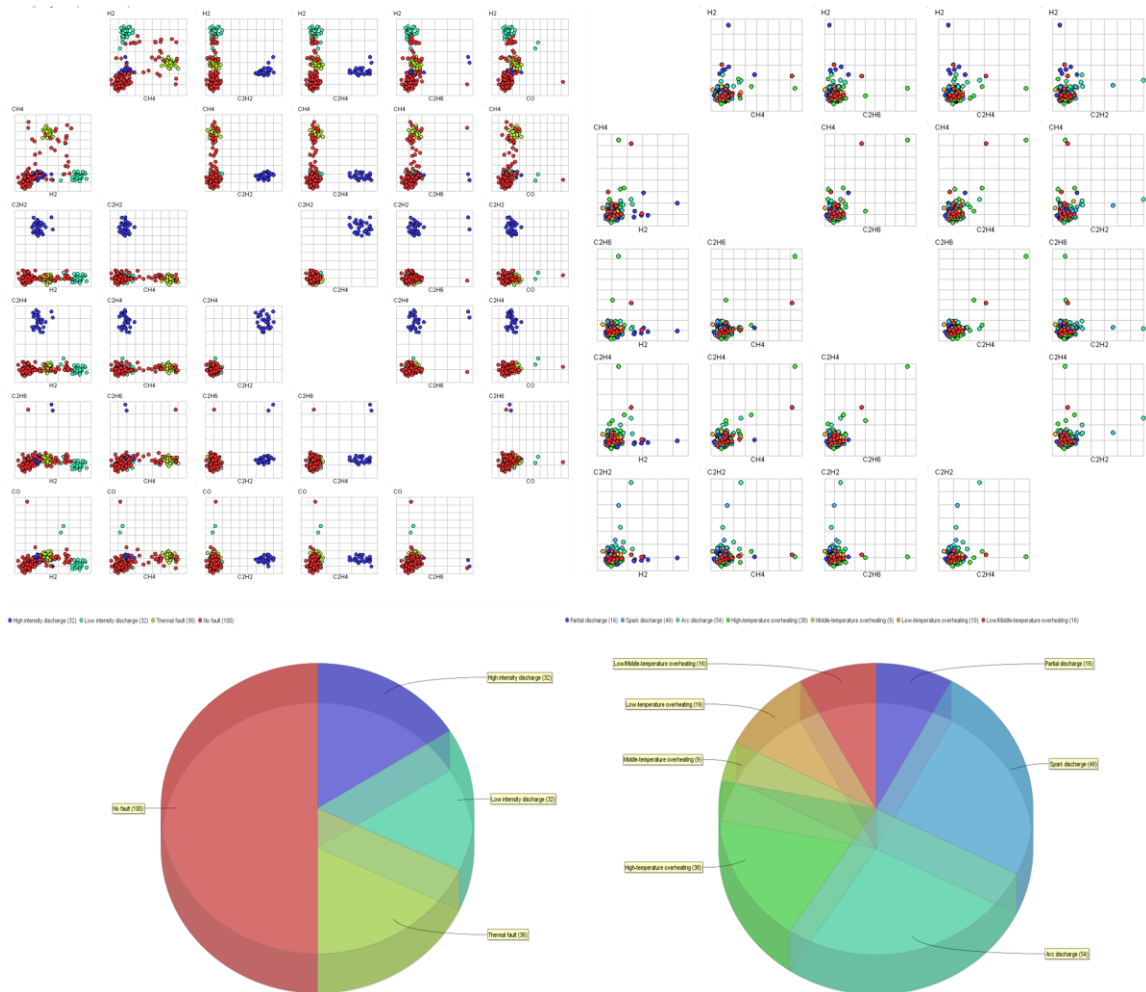 H2 H2 H2 H2 H2
CH4 C2H2 C2H4 C2H6 CO
CH4 CH4 CH4 CH4 CH4
H2 C2H2 C2H4 C2H6 CO
C2H2 C2H2 C2H2 C2H2 C2H2
H2 CH4 C2H4 C2H6 CO
C2H4 C2H4 C2H4 C2H4 C2H4
H2 CH4 C2H2 C2H6 CO
C2H6 C2H6 C2H6 C2H6 C2H6
H2 CH4 C2H2 C2H4 CO
CO CO CO CO CO
H2 CH4 C2H2 C2H4 C2H6
H2 H2 H2 H2
CH4 C2H6 C2H4 C2H2
CH4 CH4 CH4 CH4
H2 C2H6 C2H4 C2H2
C2H6 C2H6 C2H6 C2H6
H2 CH4 C2H4 C2H2
C2H4 C2H4 C2H4 C2H4
H2 CH4 C2H6 C2H2
C2H2 C2H2 C2H2 C2H2
H2 CH4 C2H6 C2H4
High intensity discharge (32) Low intensity discharge (32) Thermal fault (36) No fault (100)
High intensity discharge (32)
Low intensity discharge (32)
No fault (100)
Thermal fault (36)
Partial discharge (16) Spark discharge (49) Arc discharge (54) High-temperature overheating (38) Middle-temperature overheating (9) Low-temperature overheating (19) Low/Middle-temperature overheating (16)
Low/Middle-temperature overheating (16)
Partial discharge (16)
Low-temperature overheating (19)
Middle-temperature overheating (9)
Spark discharge (49)
High-temperature overheating (38)
Arc discharge (54)